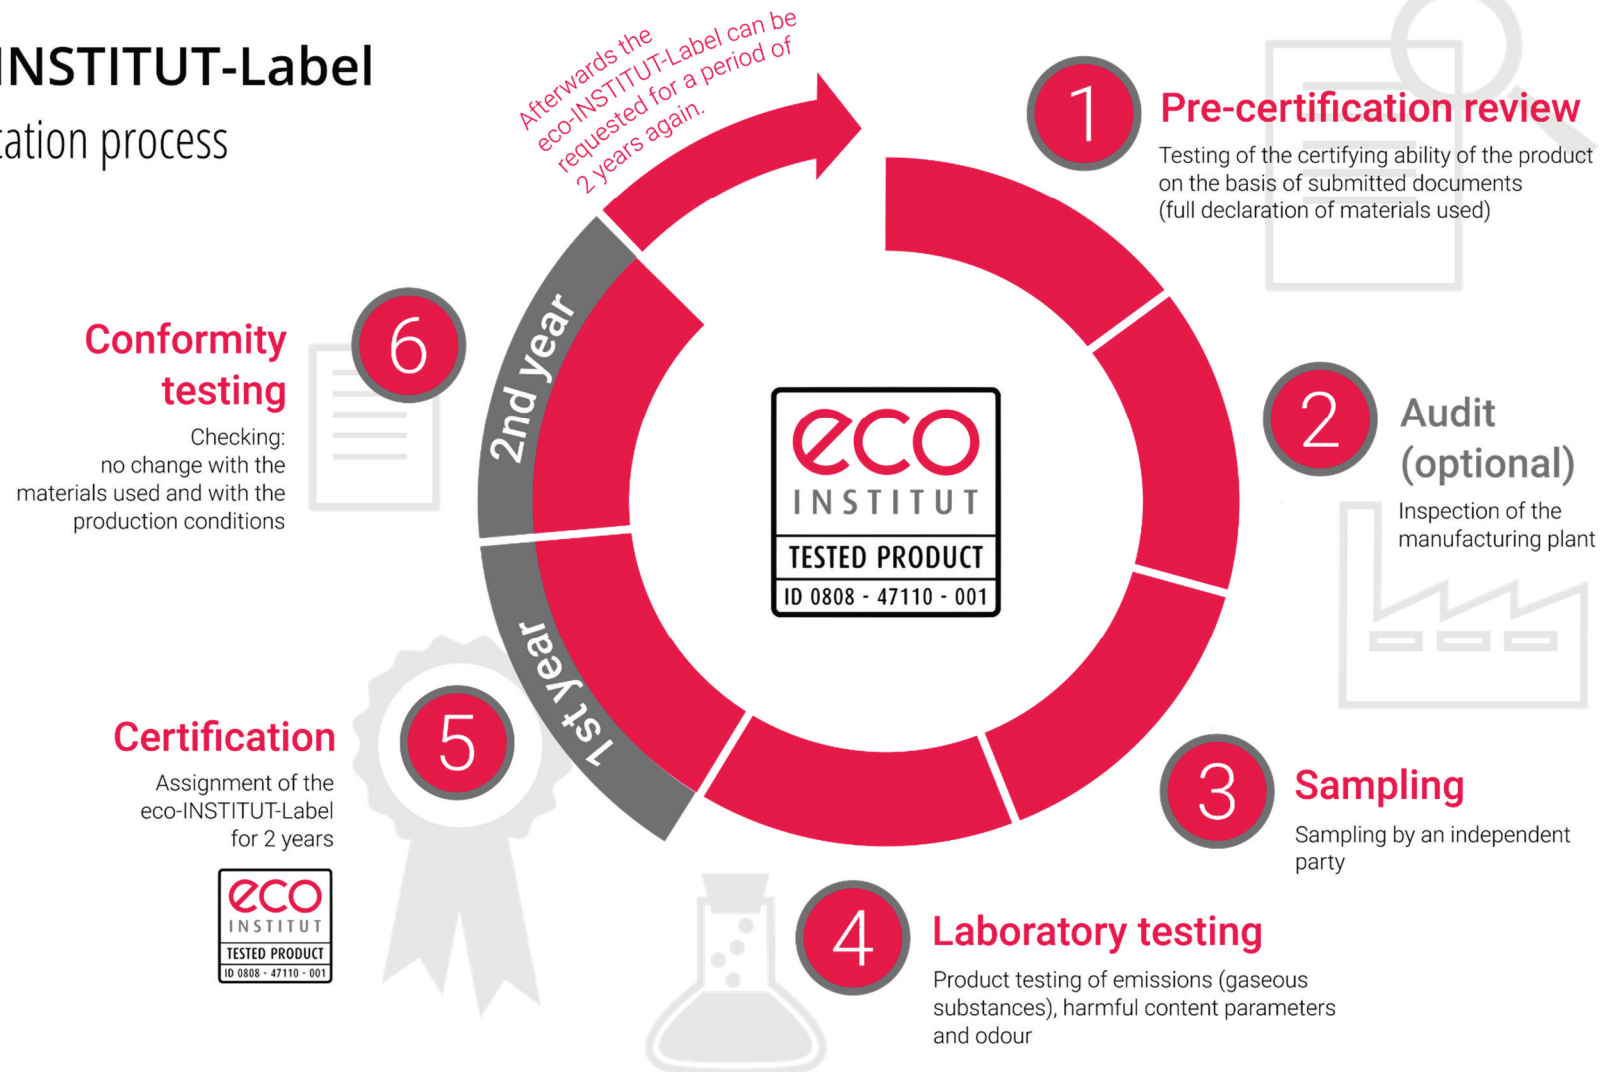 INSTITUT-Label
cation process
Afterwards the
eco-INSTITUT-Label can be
requested for a period of
2 years again.
1
Pre-certification review
Testing of the certifying ability of the product
on the basis of submitted documents
(full declaration of materials used)
2
Audit
(optional)
Inspection of the
manufacturing plant
3
Sampling
Sampling by an independent
party
4
Laboratory testing
Product testing of emissions (gaseous
substances), harmful content parameters
and odour
5
Certification
Assignment of the
eco-INSTITUT-Label
for 2 years
eco
INSTITUT
TESTED PRODUCT
ID 0808 - 47110 - 001
6
Conformity
testing
Checking:
no change with the
materials used and with the
production conditions
1st year
2nd year
eco
INSTITUT
TESTED PRODUCT
ID 0808 - 47110 - 001